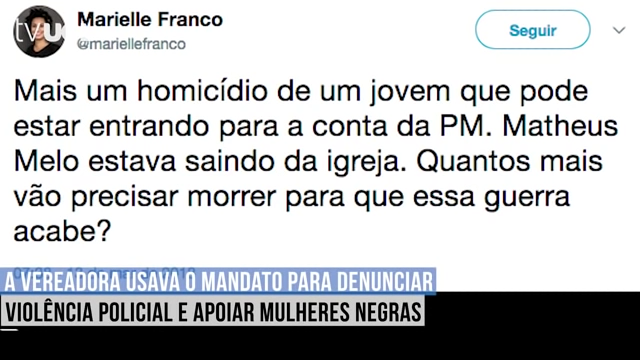 Marielle Franco
@mariellefranco
Seguir
Mais um homicídio de um jovem que pode
estar entrando para a conta da PM. Matheus
Melo estava saindo da igreja. Quantos mais
vão precisar morrer para que essa guerra
acabe?
A VEREADORA USAVA O MANDATO PARA DENUNCIAR
VIOLÊNCIA POLICIAL E APOIAR MULHERES NEGRAS